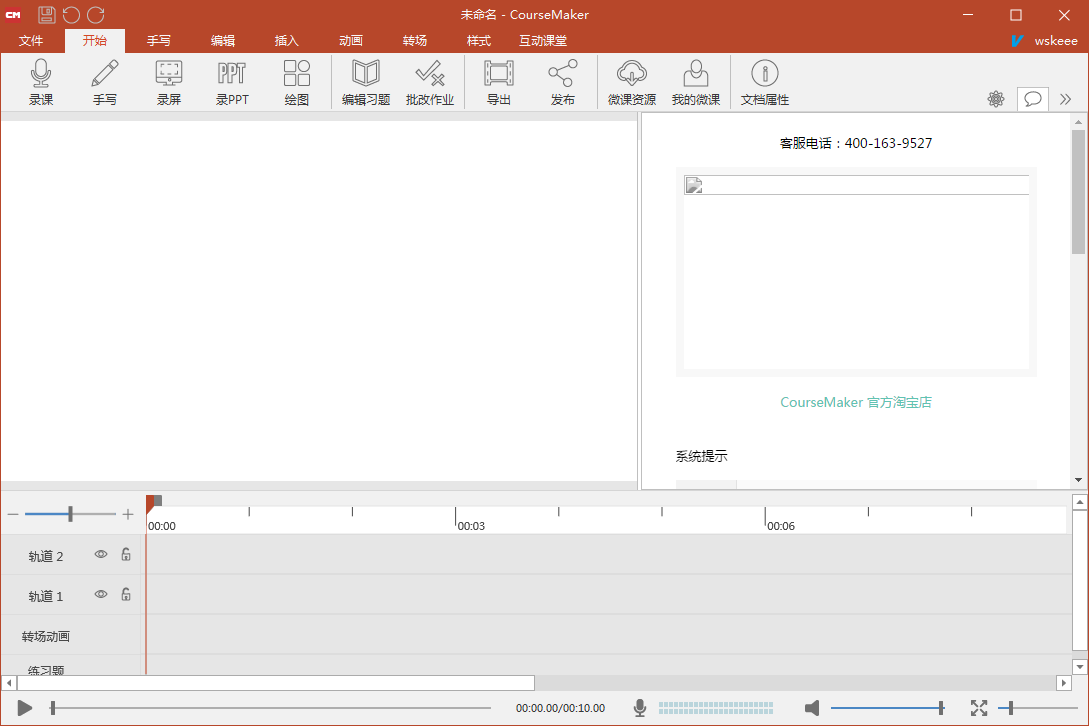 CM 未命名 - CourseMaker
文件 开始 手写 编辑 插入 动画 转场 样式 互动课堂 wskeee
录课 手写 录屏 录PPT 绘图 编辑习题 批改作业 导出 发布 微课资源 我的微课 文档属性
客服电话：400-163-9527
CourseMaker 官方淘宝店
系统提示
00:00 00:03 00:06
轨道 2
轨道 1
转场动画
练习题
00:00.00/00:10.00